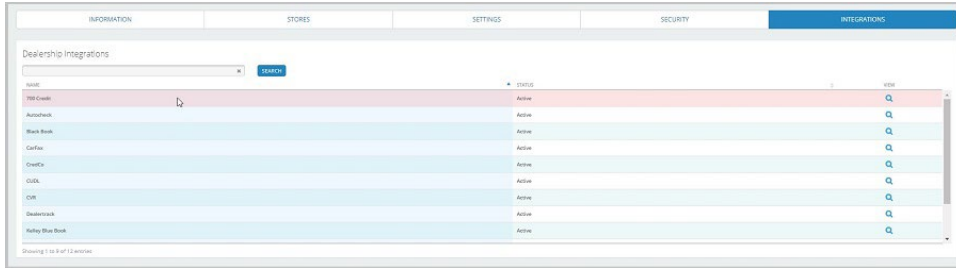 INFORMATION STORES SETTINGS SECURITY INTEGRATIONS
Dealership Integrations
SEARCH
NAME STATUS VIEW
700 Credit Active
Autocheck Active
Black Book Active
CarFax Active
CredCo Active
CUDL Active
CVR Active
Dealertrack Active
Kelley Blue Book Active
Showing 1 to 9 of 12 entries